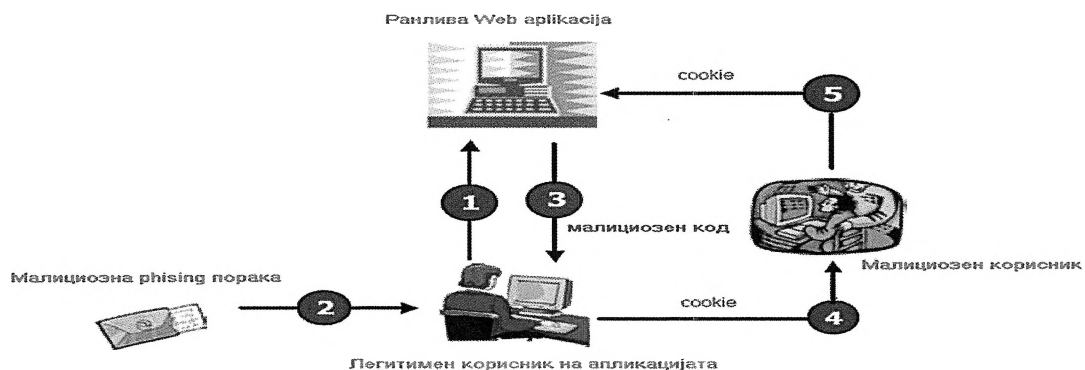 Ранлива Web aplikacija
cookie
5
1
3
малициозен код
Малициозна phising порака
Малициозен корисник
2
cookie
4
Легитимен корисник на апликацијата